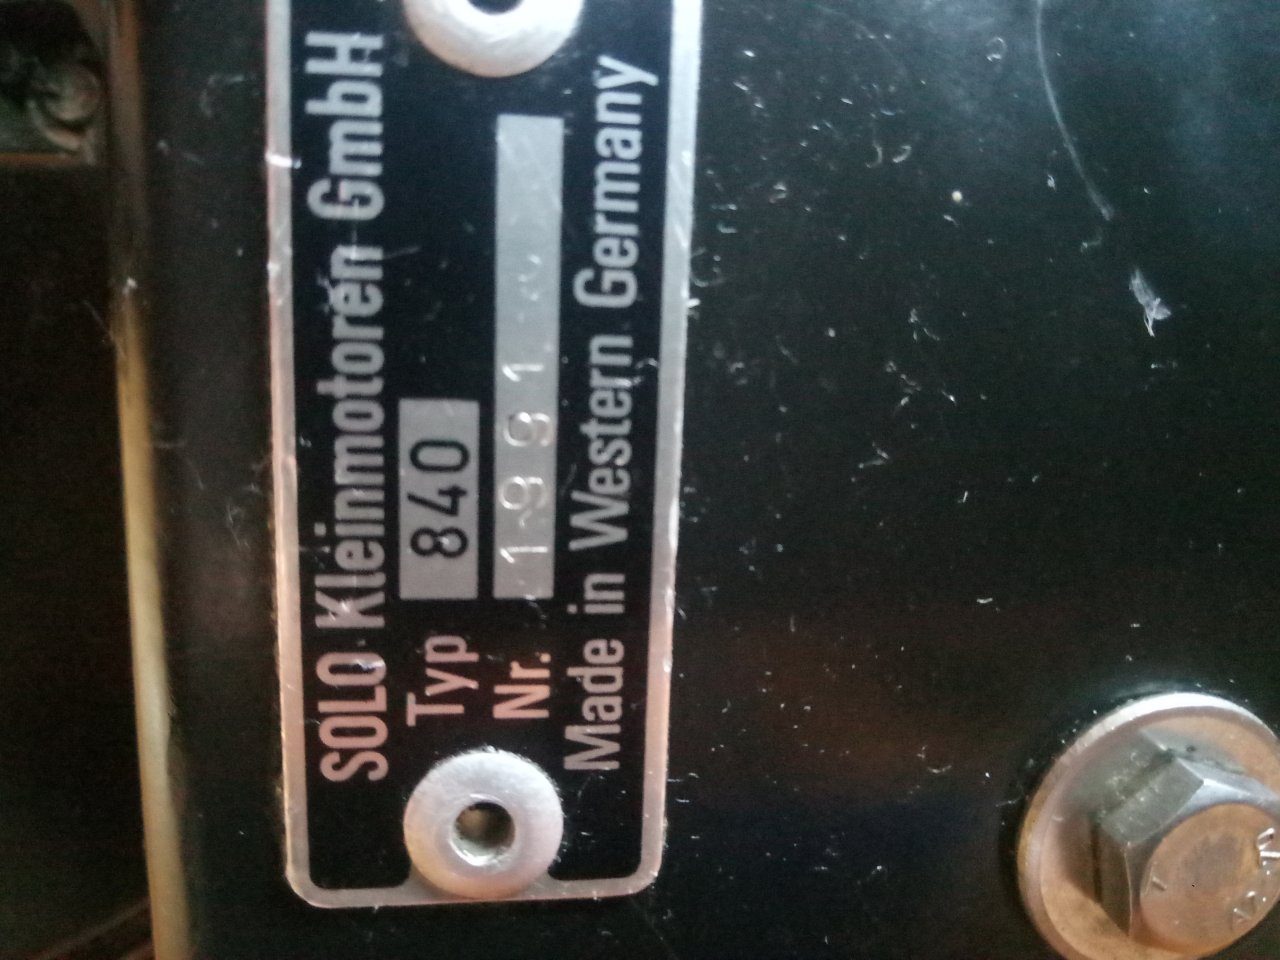 SOLO Kleinmotoren GmbH
Typ 840
Nr. 1991
Made in Western Germany